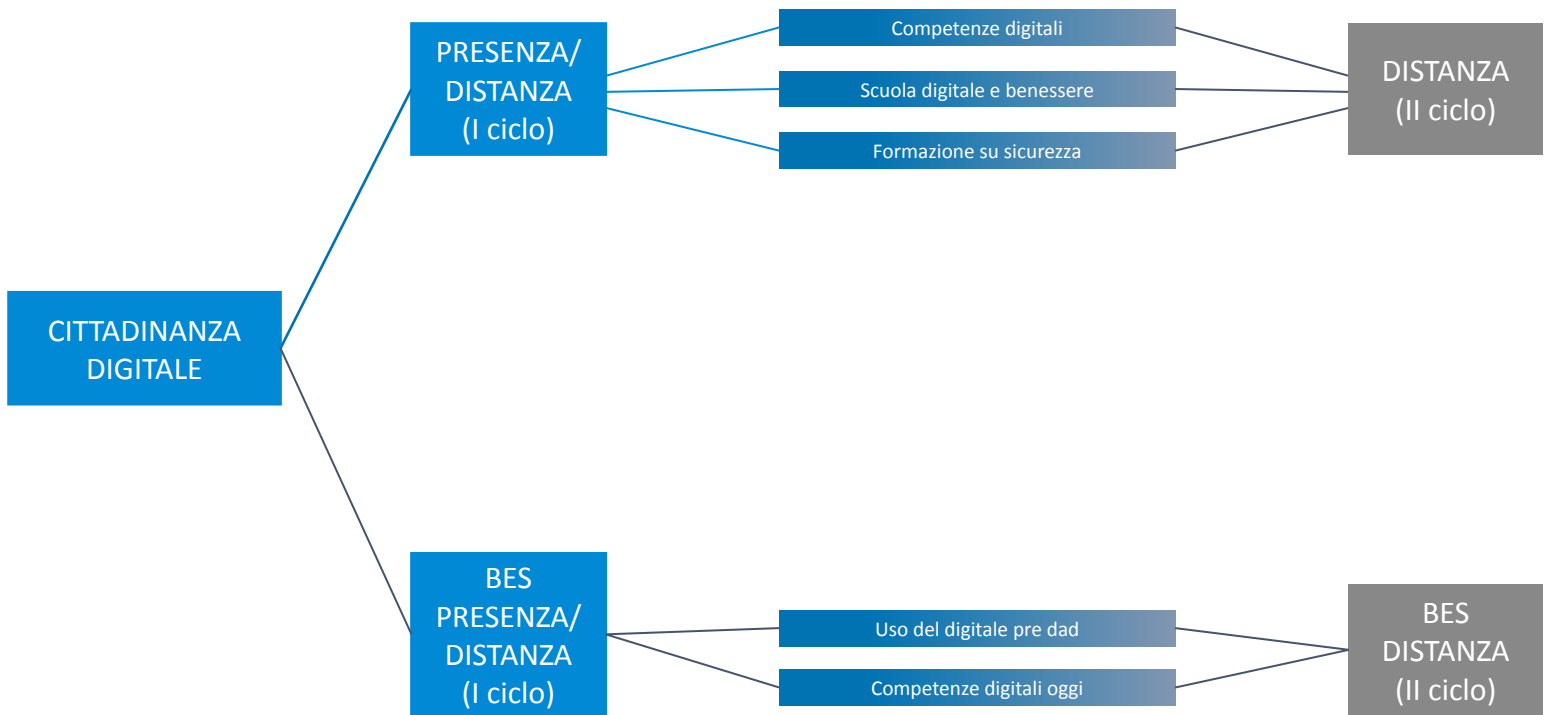 PRESENZA/
DISTANZA
(I ciclo)
Competenze digitali
Scuola digitale e benessere
Formazione su sicurezza
DISTANZA
(II ciclo)
CITTADINANZA
DIGITALE
BES
PRESENZA/
DISTANZA
(I ciclo)
Uso del digitale pre dad
Competenze digitali oggi
BES
DISTANZA
(II ciclo)